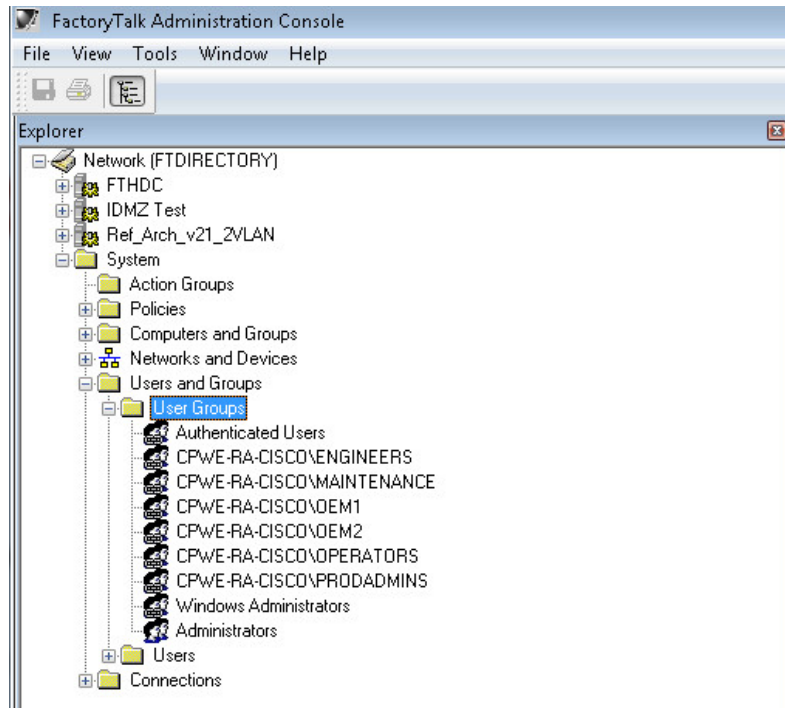 FactoryTalk Administration Console
File View Tools Window Help
Explorer
Network (FTDIRECTORY)
FTHDC
IDMZ Test
Ref_Arch_v21_2VLAN
System
Action Groups
Policies
Computers and Groups
Networks and Devices
Users and Groups
User Groups
Authenticated Users
CPWE-RA-CISCO\ENGINEERS
CPWE-RA-CISCO\MAINTENANCE
CPWE-RA-CISCO\OEM1
CPWE-RA-CISCO\OEM2
CPWE-RA-CISCO\OPERATORS
CPWE-RA-CISCO\PRODADMINS
Windows Administrators
Administrators
Users
Connections